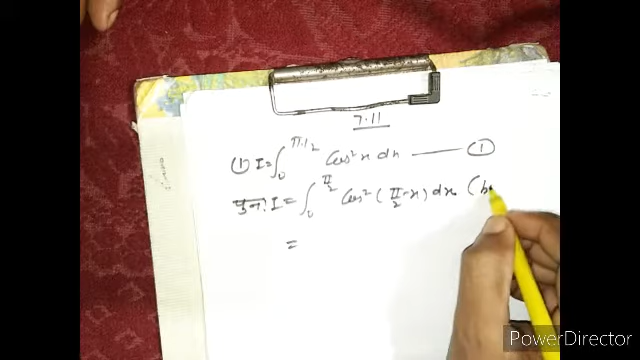 7.11
① I = ∫₀^π/2 Cos²x dx —— ①
पुनः I = ∫₀^π/2 Cos² (π/2 - x) dx (b
=
PowerDirector